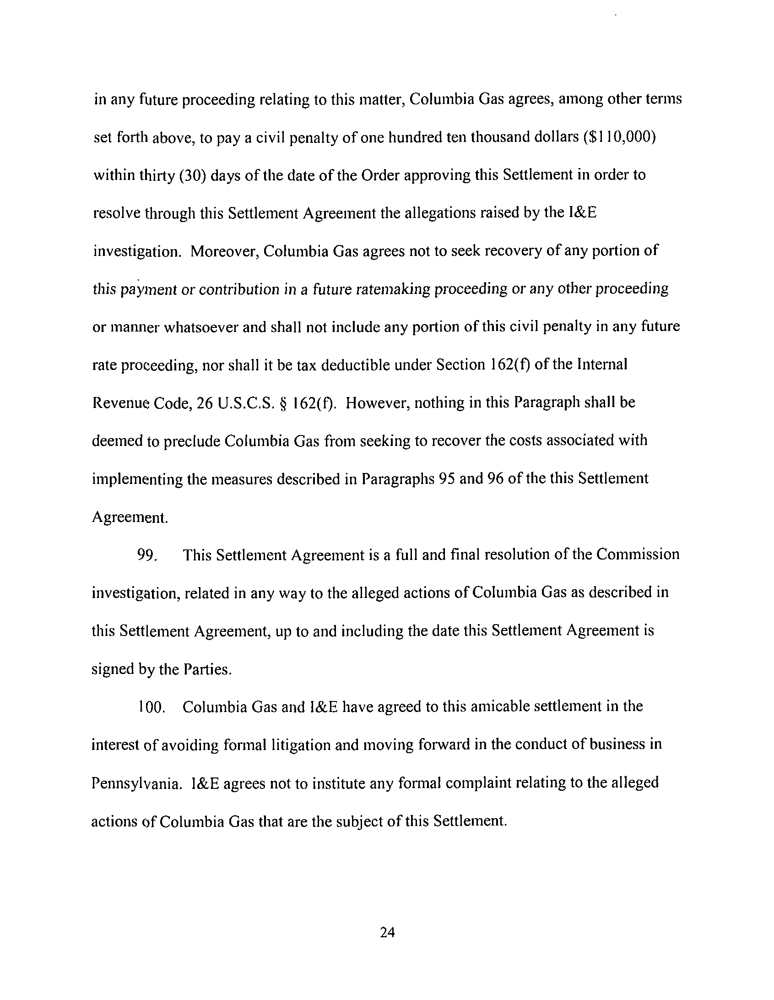 in any future proceeding relating to this matter, Columbia Gas agrees, among other terms
set forth above, to pay a civil penalty of one hundred ten thousand dollars ($110,000)
within thirty (30) days of the date of the Order approving this Settlement in order to
resolve through this Settlement Agreement the allegations raised by the I&E
investigation.  Moreover, Columbia Gas agrees not to seek recovery of any portion of
this payment or contribution in a future ratemaking proceeding or any other proceeding
or manner whatsoever and shall not include any portion of this civil penalty in any future
rate proceeding, nor shall it be tax deductible under Section 162(f) of the Internal
Revenue Code, 26 U.S.C.S. § 162(f).  However, nothing in this Paragraph shall be
deemed to preclude Columbia Gas from seeking to recover the costs associated with
implementing the measures described in Paragraphs 95 and 96 of the this Settlement
Agreement.
99. This Settlement Agreement is a full and final resolution of the Commission
investigation, related in any way to the alleged actions of Columbia Gas as described in
this Settlement Agreement, up to and including the date this Settlement Agreement is
signed by the Parties.
100. Columbia Gas and I&E have agreed to this amicable settlement in the
interest of avoiding formal litigation and moving forward in the conduct of business in
Pennsylvania.  I&E agrees not to institute any formal complaint relating to the alleged
actions of Columbia Gas that are the subject of this Settlement.
24